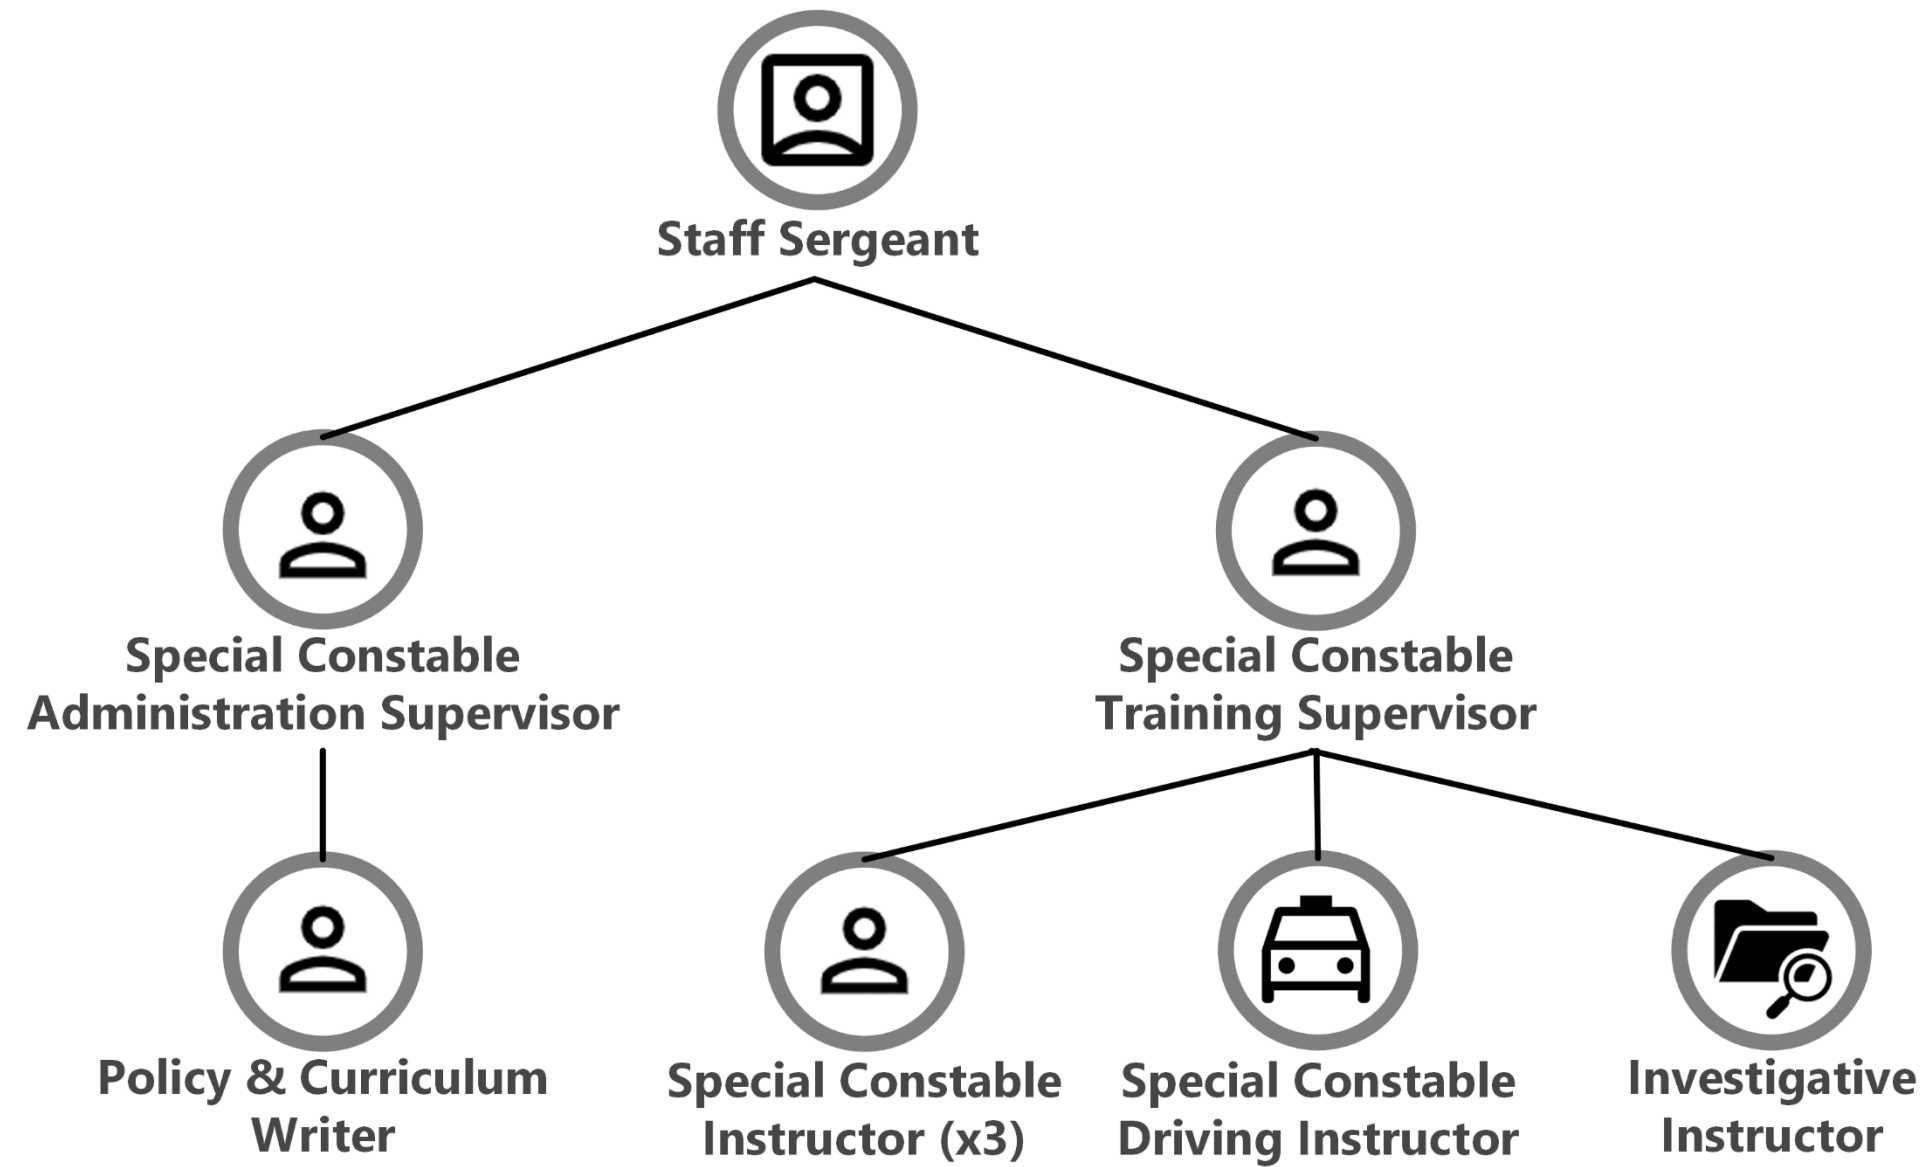 Staff Sergeant
Special Constable
Administration Supervisor
Special Constable
Training Supervisor
Policy & Curriculum
Writer
Special Constable
Instructor (x3)
Special Constable
Driving Instructor
Investigative
Instructor